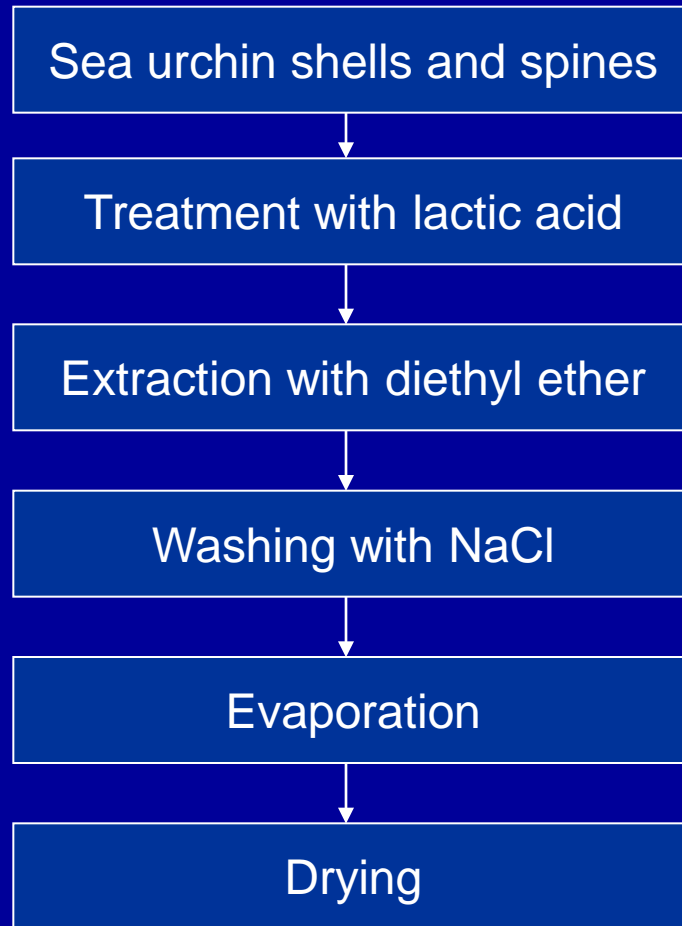 Sea urchin shells and spines
Treatment with lactic acid
Extraction with diethyl ether
Washing with NaCl
Evaporation
Drying